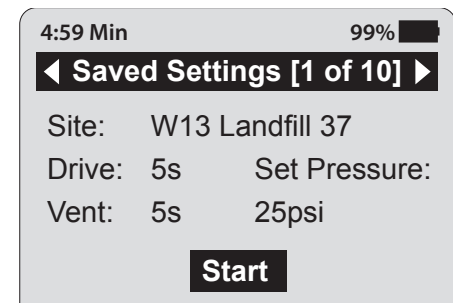 4:59 Min 99%
Saved Settings [1 of 10]
Site: W13 Landfill 37
Drive: 5s Set Pressure:
Vent: 5s 25psi
Start